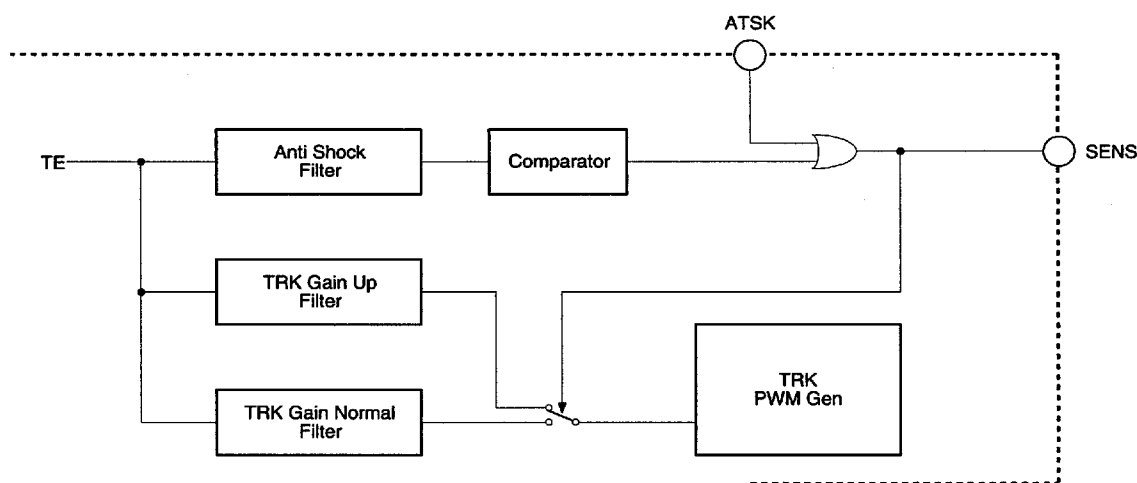 ATSK
TE
Anti Shock
Filter
Comparator
SENS
TRK Gain Up
Filter
TRK Gain Normal
Filter
TRK
PWM Gen